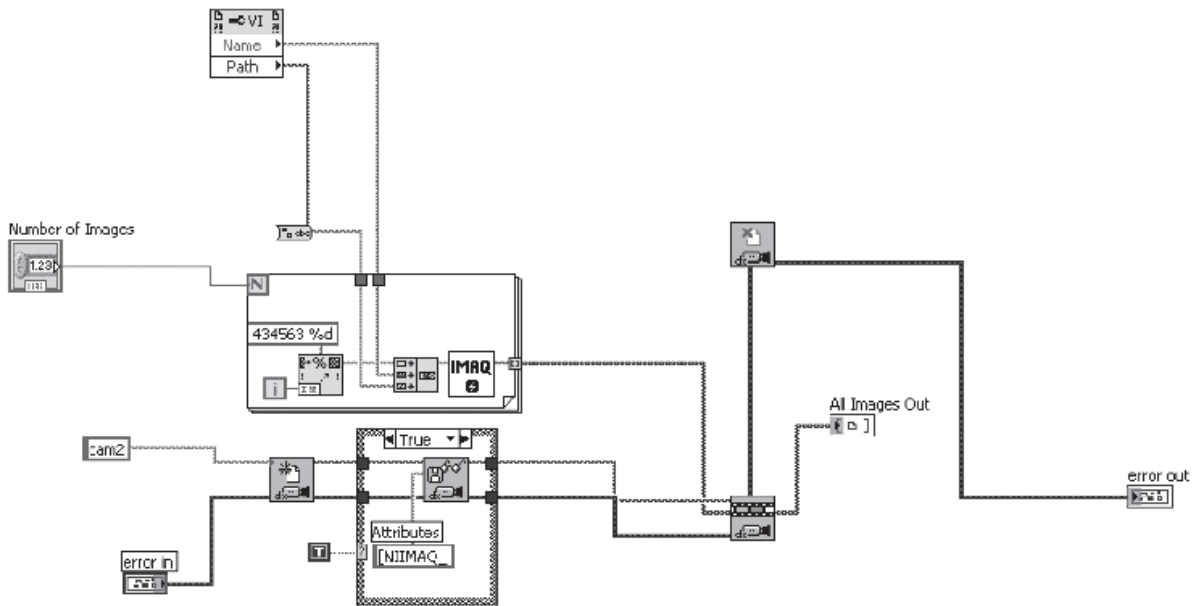 VI
Name
Path
Number of Images
1.23
N
434563 %d
i
IMAQ
All Images Out
True
cam2
error out
Attributes
[NIIMAQ_
T
?
error in